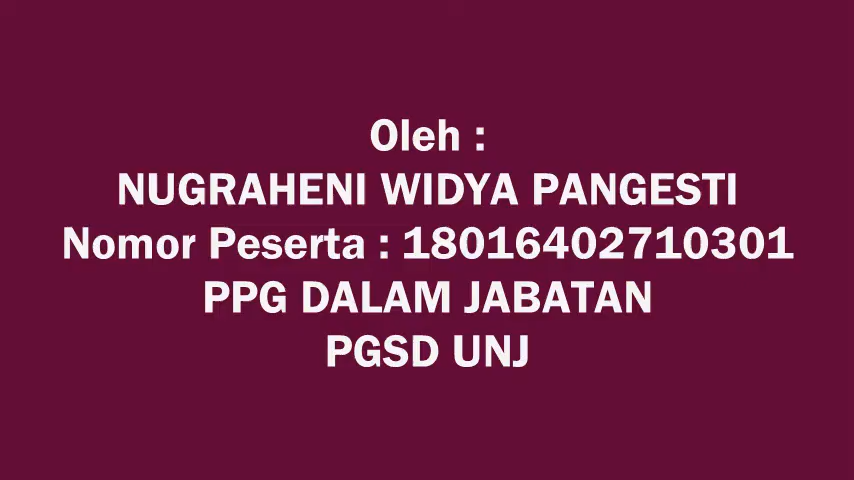 Oleh :
NUGRAHENI WIDYA PANGESTI
Nomor Peserta : 18016402710301
PPG DALAM JABATAN
PGSD UNJ